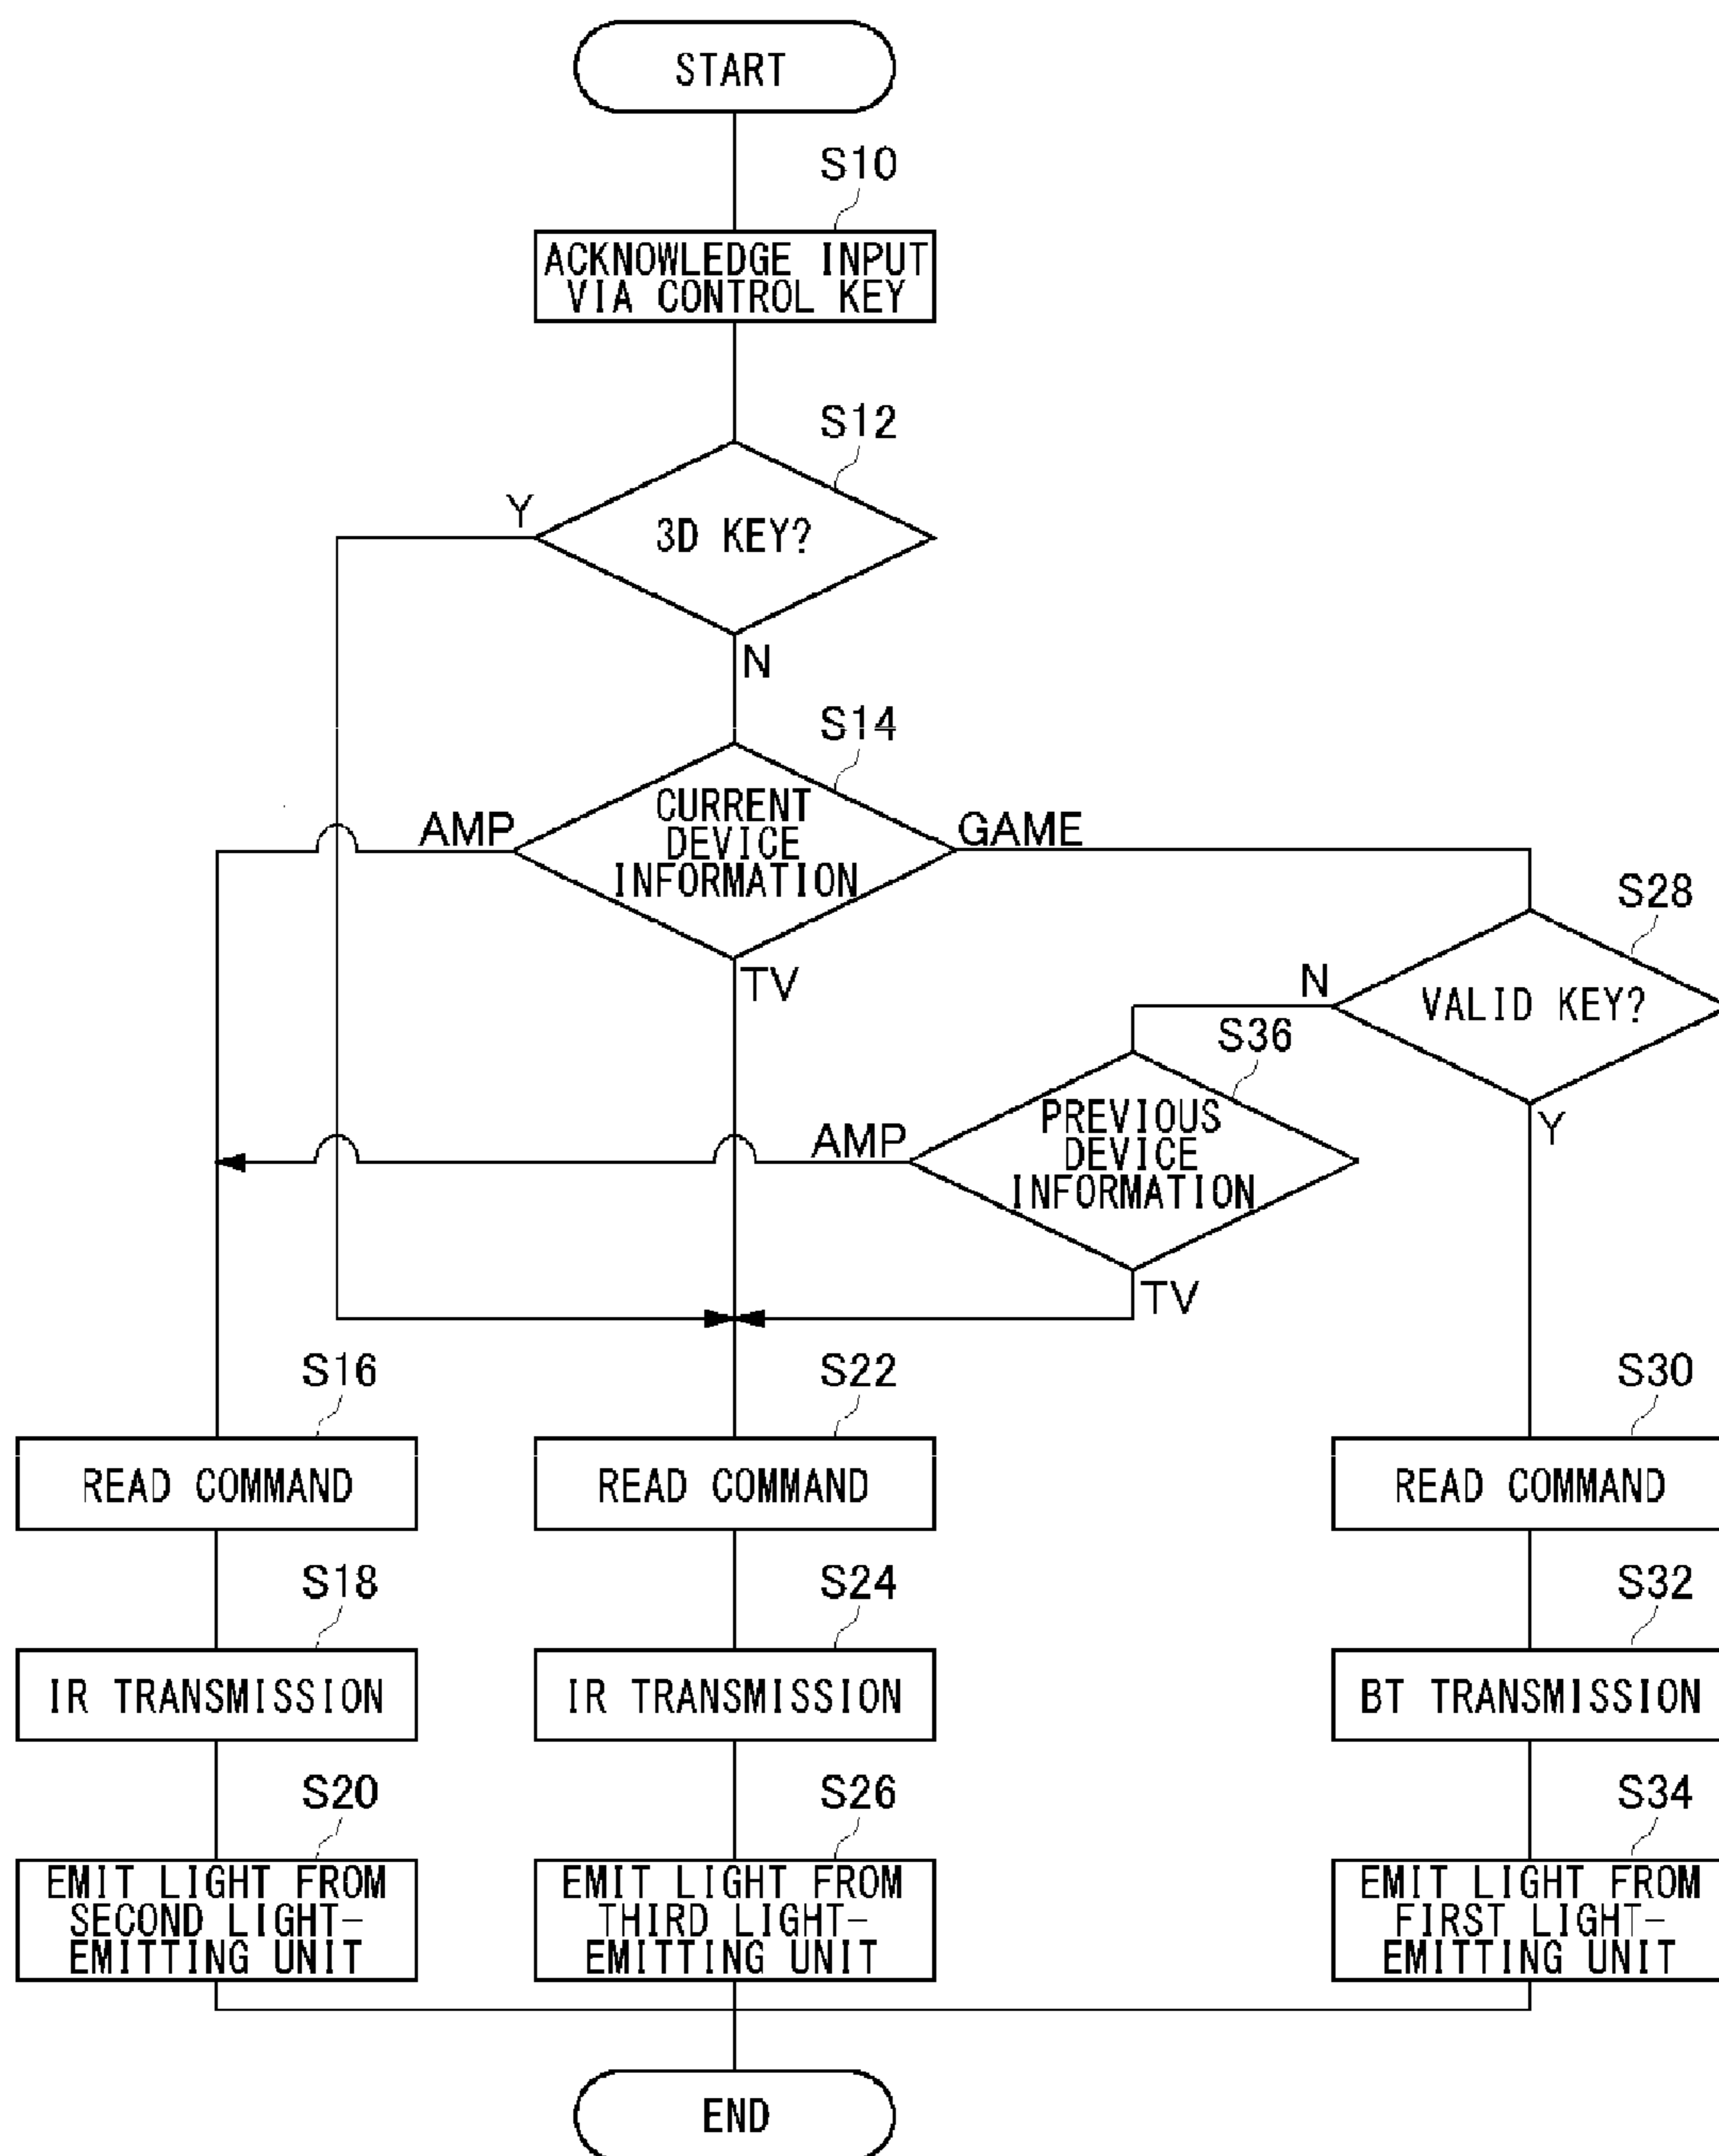 START
S10
ACKNOWLEDGE INPUT
VIA CONTROL KEY
S12
Y
3D KEY?
N
S14
AMP
CURRENT
DEVICE
INFORMATION
GAME
TV
S28
N
VALID KEY?
Y
S36
AMP
PREVIOUS
DEVICE
INFORMATION
TV
S16
S22
S30
READ COMMAND
READ COMMAND
READ COMMAND
S18
S24
S32
IR TRANSMISSION
IR TRANSMISSION
BT TRANSMISSION
S20
S26
S34
EMIT LIGHT FROM
SECOND LIGHT-
EMITTING UNIT
EMIT LIGHT FROM
THIRD LIGHT-
EMITTING UNIT
EMIT LIGHT FROM
FIRST LIGHT-
EMITTING UNIT
END